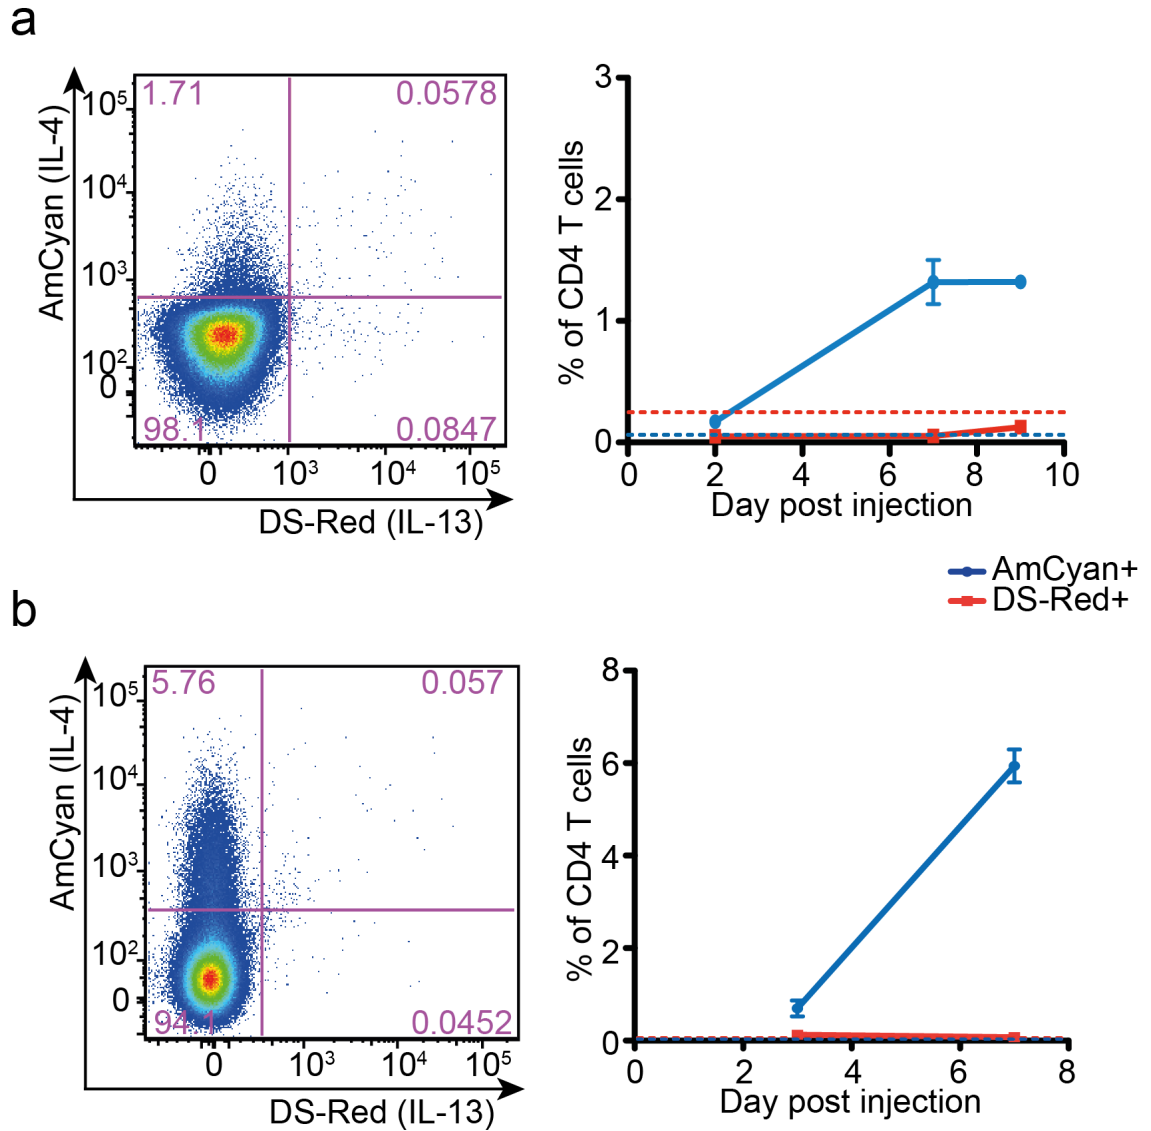 a
1.71 0.0578
98.1 0.0847
AmCyan (IL-4)
10⁵
10⁴
10³
10²
0
0 10³ 10⁴ 10⁵
DS-Red (IL-13)
% of CD4 T cells
3
2
1
0
0 2 4 6 8 10
Day post injection
AmCyan+
DS-Red+
b
5.76 0.057
94.1 0.0452
AmCyan (IL-4)
10⁵
10⁴
10³
10²
0
0 10³ 10⁴ 10⁵
DS-Red (IL-13)
% of CD4 T cells
8
6
4
2
0
0 2 4 6 8
Day post injection